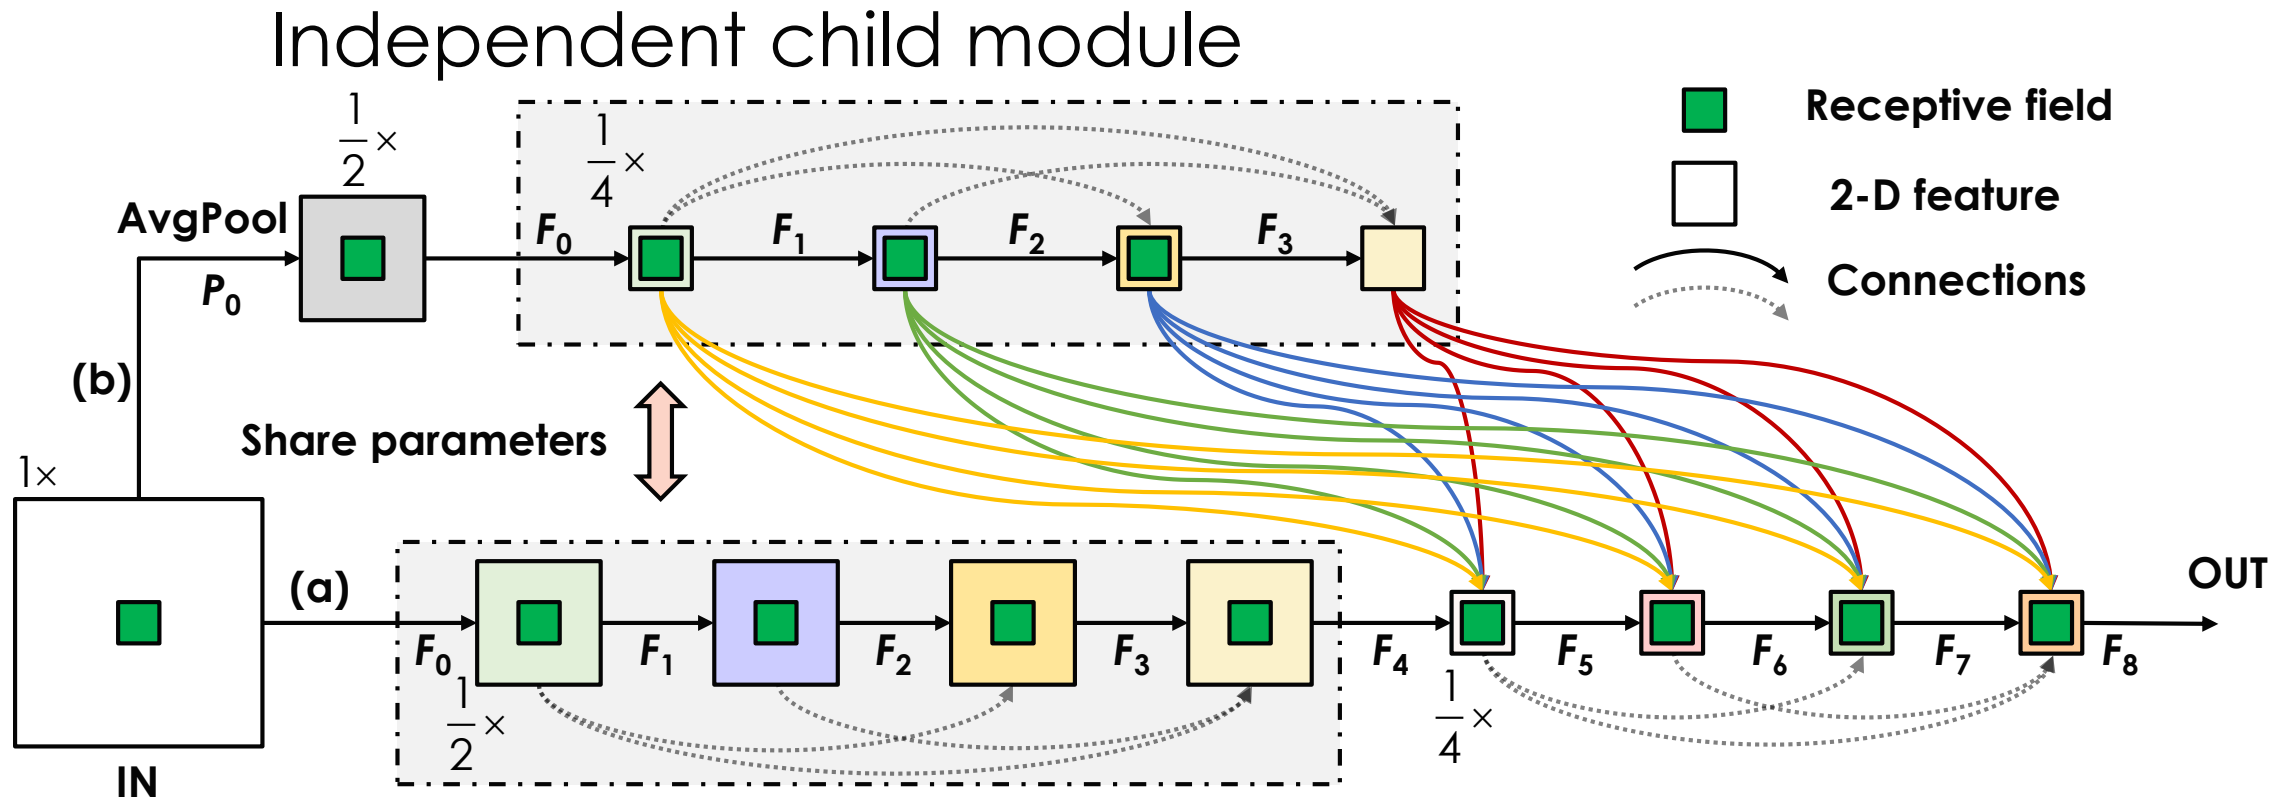 Independent child module
1/2×
1/4×
Receptive field
2-D feature
Connections
AvgPool
P₀
F₀
F₁
F₂
F₃
(b)
Share parameters
1×
(a)
IN
F₀
F₁
F₂
F₃
1/2×
F₄
F₅
F₆
F₇
F₈
1/4×
OUT